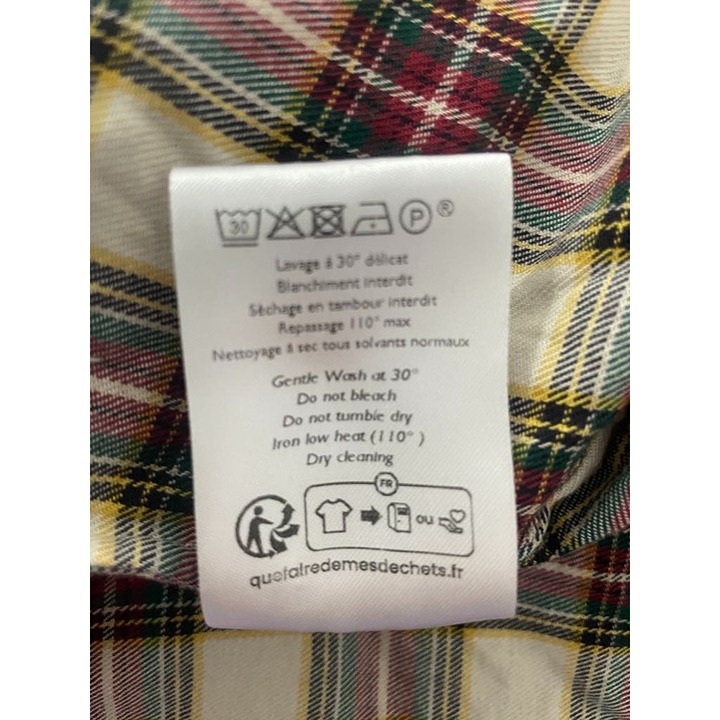 30 P ®
Lavage à 30° délicat
Blanchiment interdit
Séchage en tambour interdit
Repassage 110° max
Nettoyage à sec tous solvants normaux
Gentle Wash at 30°
Do not bleach
Do not tumble dry
Iron low heat (110°)
Dry cleaning
FR
ou
quefairedemesdechets.fr